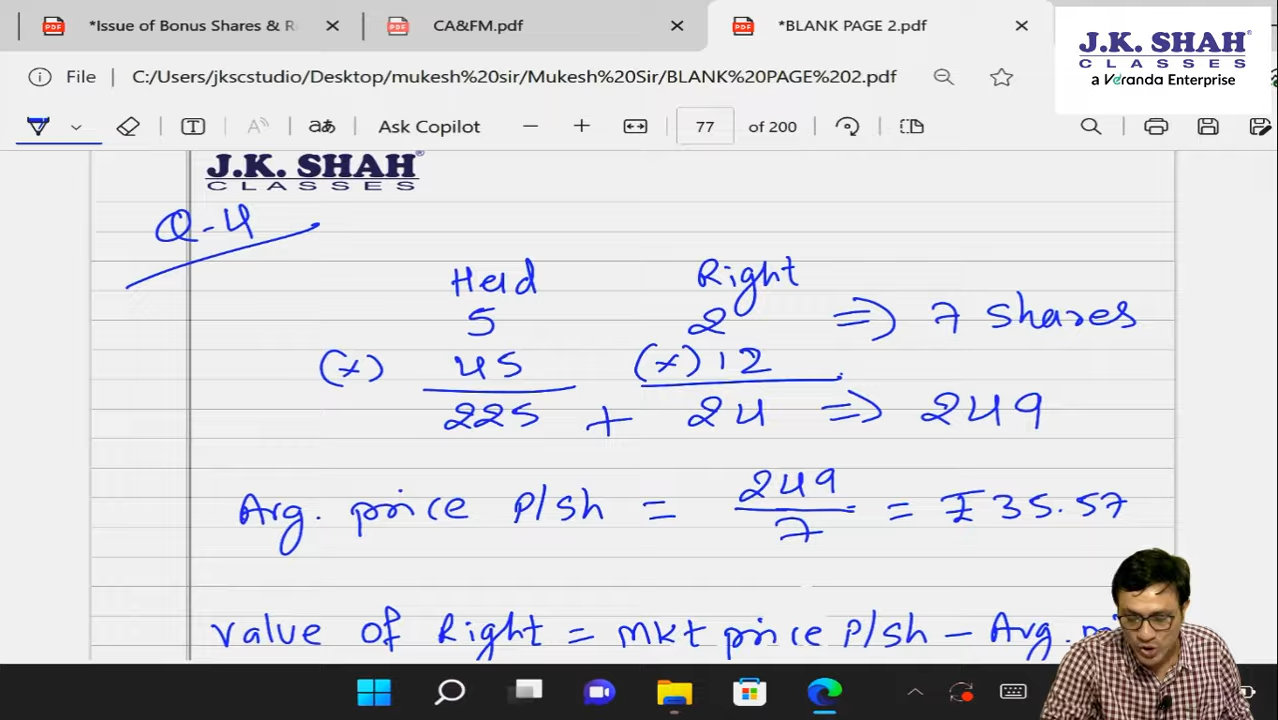 *Issue of Bonus Shares & R
CA&FM.pdf
*BLANK PAGE 2.pdf
J.K. SHAH®
CLASSES
a Veranda Enterprise
File C:/Users/jkscstudio/Desktop/mukesh%20sir/Mukesh%20Sir/BLANK%20PAGE%202.pdf
Ask Copilot 77 of 200
J.K. SHAH®
CLASSES
Q-4
Held Right
5 2 => 7 shares
(x) 45 (x) 12
225 + 24 => 249
Avg. price P/sh = 249/7 = ₹35.57
Value of Right = Mkt price P/sh - Avg.